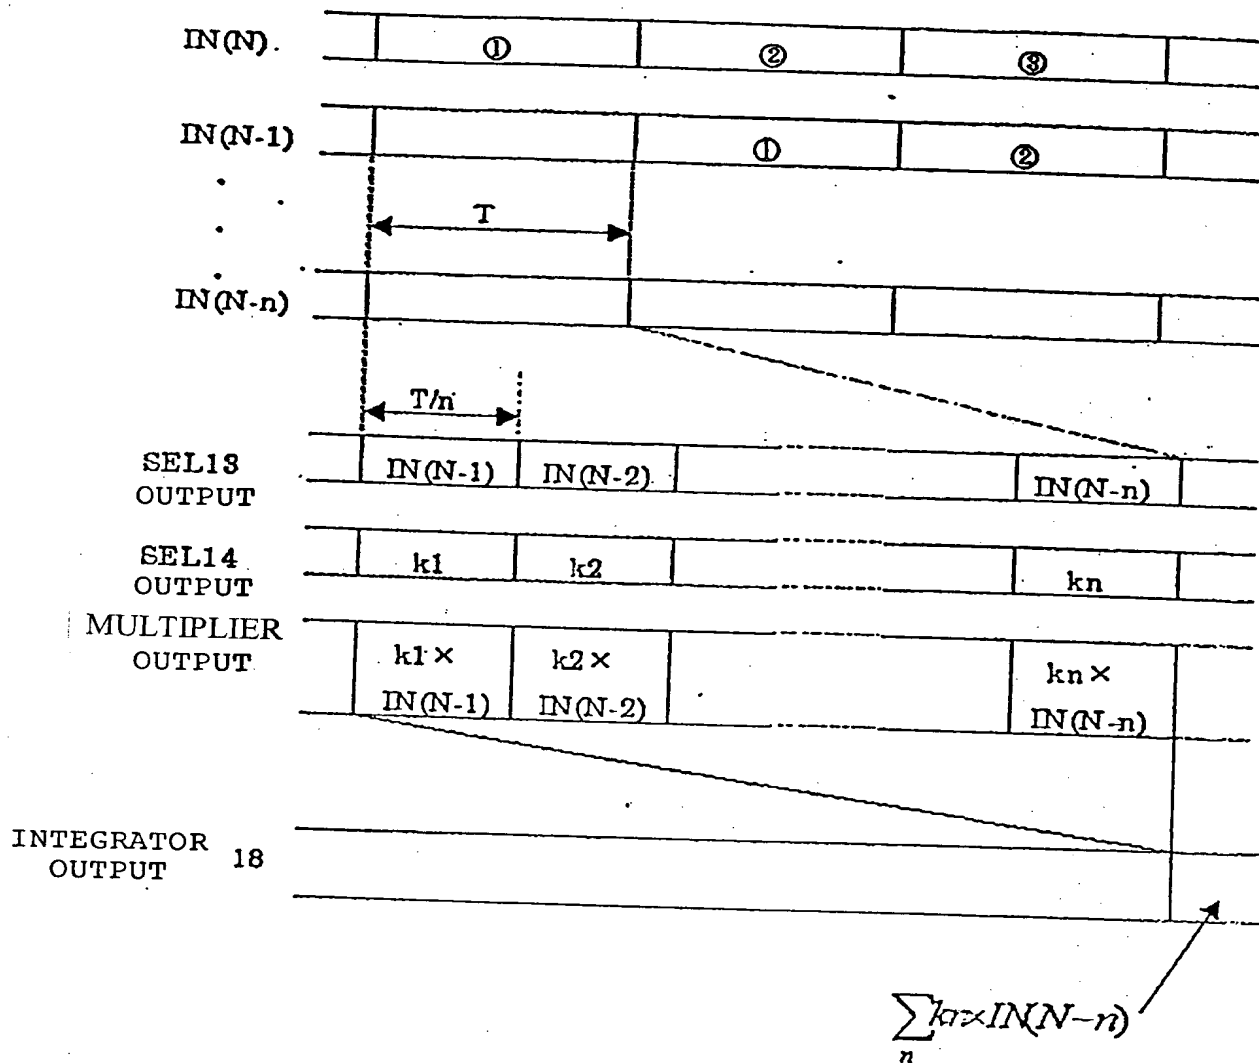 IN(N).
① ② ③
IN(N-1)
① ②
T
IN(N-n)
T/n
SEL13
OUTPUT
IN(N-1) IN(N-2) IN(N-n)
SEL14
OUTPUT
k1 k2 kn
MULTIPLIER
OUTPUT
k1× k2× kn×
IN(N-1) IN(N-2) IN(N-n)
INTEGRATOR 18
OUTPUT
∑kn×IN(N-n)
n